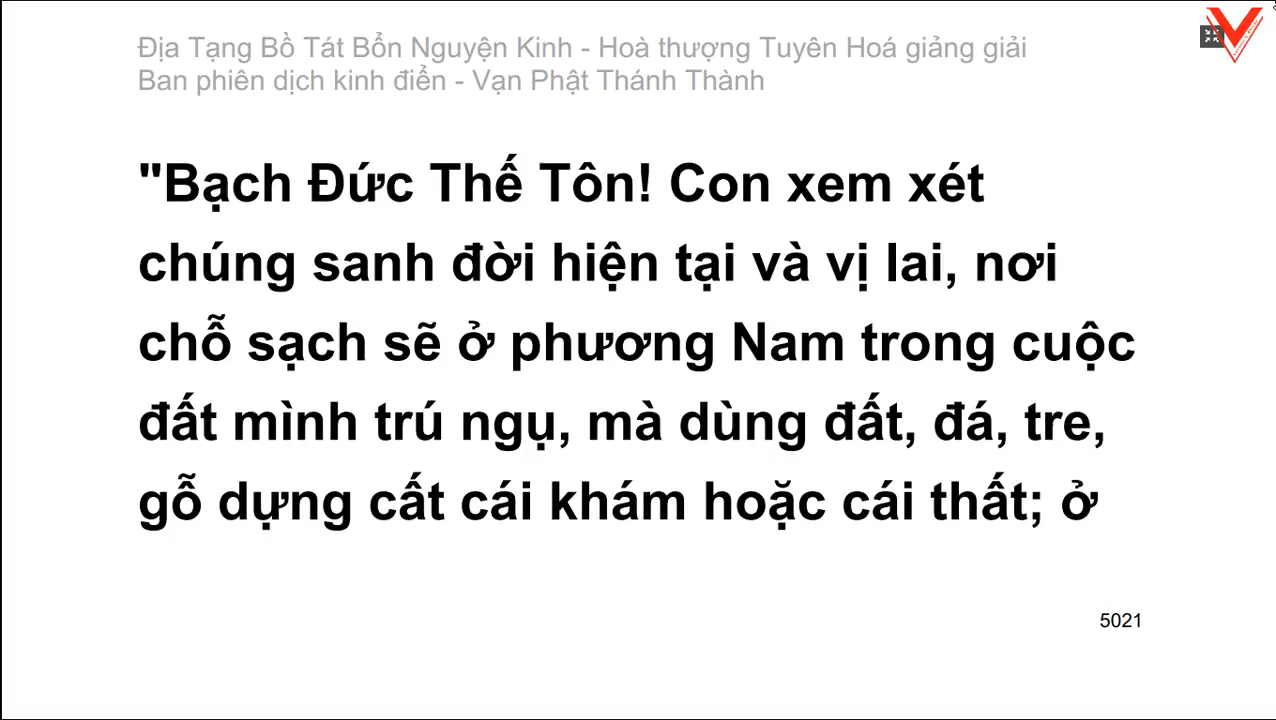 Địa Tạng Bồ Tát Bổn Nguyện Kinh - Hoà thượng Tuyên Hoá giảng giải
Ban phiên dịch kinh điển - Vạn Phật Thánh Thành
"Bạch Đức Thế Tôn! Con xem xét
chúng sanh đời hiện tại và vị lai, nơi
chỗ sạch sẽ ở phương Nam trong cuộc
đất mình trú ngụ, mà dùng đất, đá, tre,
gỗ dựng cất cái khám hoặc cái thất; ở
5021